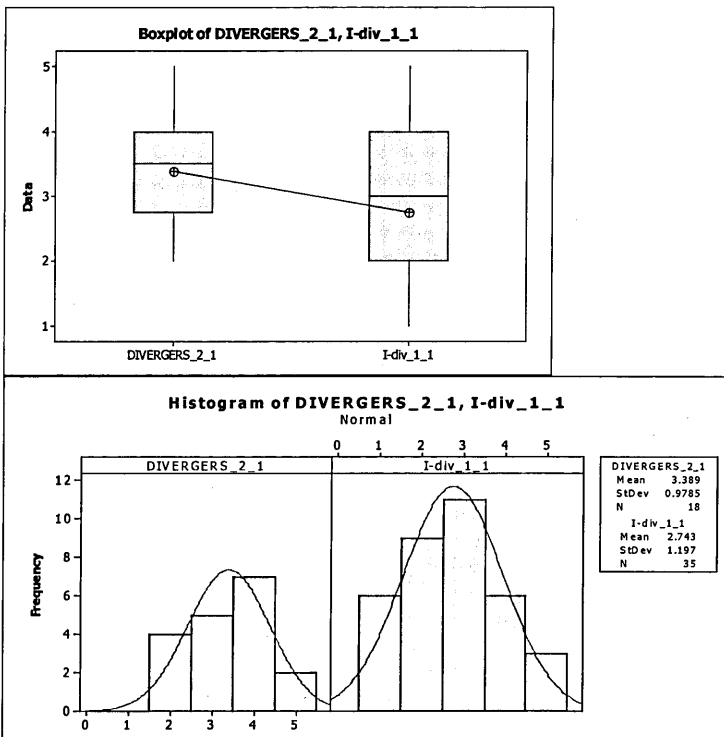 Boxplot of DIVERGERS_2_1, I-div_1_1
5
4
3
2
1
Data
DIVERGERS_2_1 I-div_1_1
Histogram of DIVERGERS_2_1, I-div_1_1
Normal
0 1 2 3 4 5
DIVERGERS_2_1 I-div_1_1
12
10
8
6
4
2
0
Frequency
0 1 2 3 4 5
DIVERGERS_2_1
Mean 3.389
StDev 0.9785
N 18
I-div_1_1
Mean 2.743
StDev 1.197
N 35